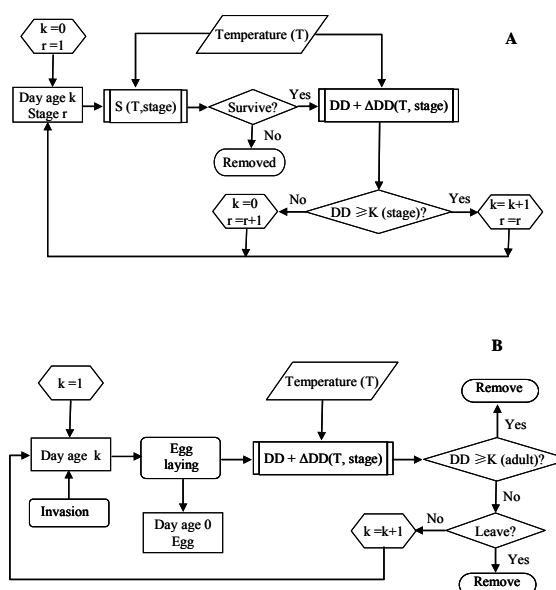 k =0
r =1
Temperature (T)
A
Day age k
Stage r
S (T,stage)
Survive?
Yes
DD + ΔDD(T, stage)
No
Removed
k =0
r =r+1
No
DD ⩾K (stage)?
Yes
k= k+1
r =r
B
k =1
Temperature (T)
Remove
Yes
Day age k
Egg
laying
DD + ΔDD(T, stage)
DD ⩾K (adult)?
Invasion
Day age 0
Egg
No
k =k+1
No
Leave?
Yes
Remove